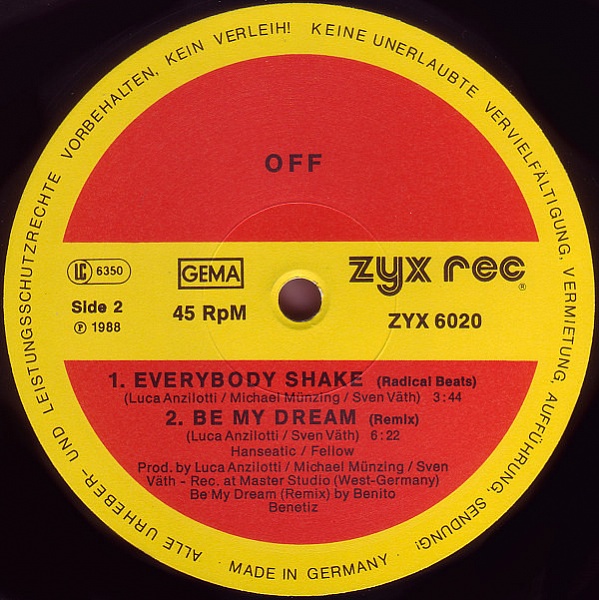 ALLE URHEBER- UND LEISTUNGSSCHUTZRECHTE VORBEHALTEN, KEIN VERLEIH! KEINE UNERLAUBTE VERVIELFÄLTIGUNG, VERMIETUNG, AUFFÜHRUNG, SENDUNG!
OFF
LC 6350
GEMA
zyx rec ®
Side 2
45 RpM
ZYX 6020
℗ 1988
1. EVERYBODY SHAKE (Radical Beats)
(Luca Anzilotti / Michael Münzing / Sven Väth) 3:44
2. BE MY DREAM (Remix)
(Luca Anzilotti / Sven Väth) 6:22
Hanseatic / Fellow
Prod. by Luca Anzilotti / Michael Münzing / Sven
Väth - Rec. at Master Studio (West-Germany)
Be My Dream (Remix) by Benito
Benetiz
· MADE IN GERMANY ·